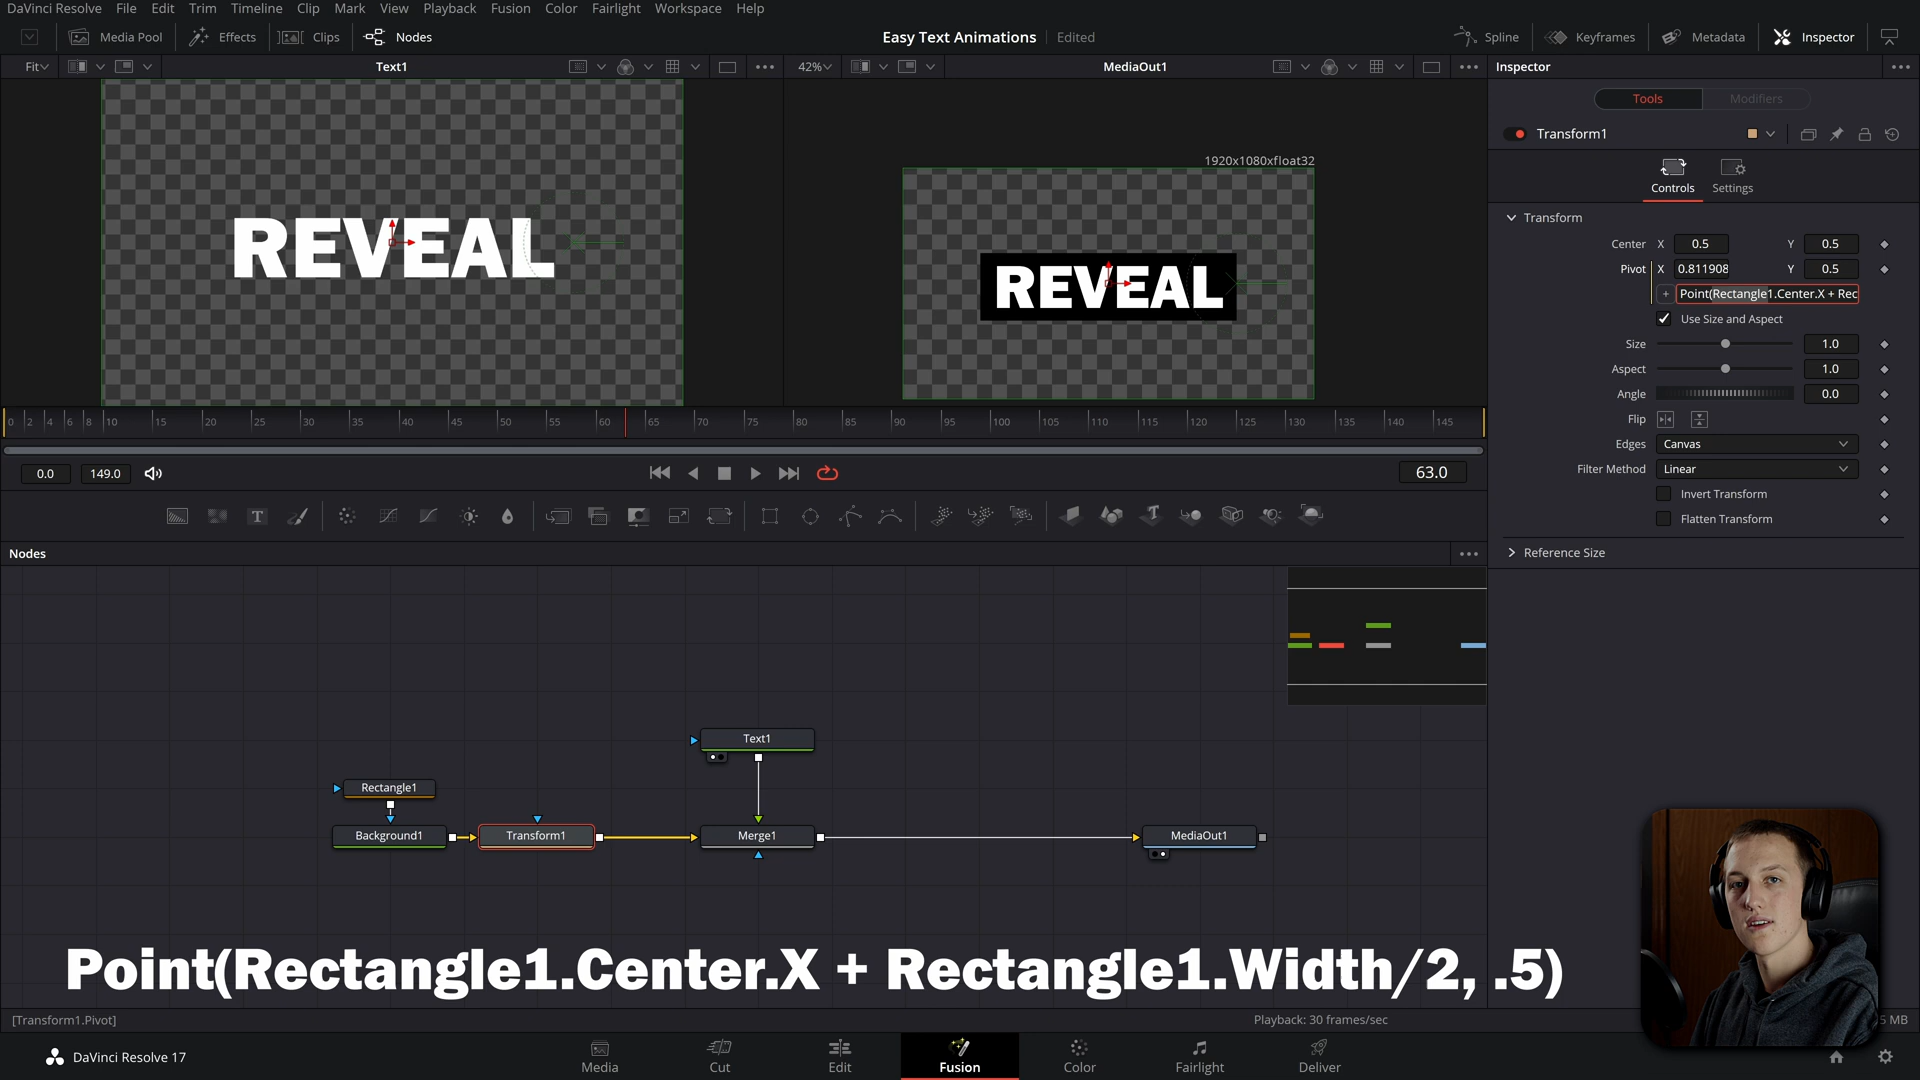 DaVinci Resolve File Edit Trim Timeline Clip Mark View Playback Fusion Color Fairlight Workspace Help
Media Pool Effects Clips Nodes Easy Text Animations Edited Spline Keyframes Metadata Inspector
Fit Text1 42% MediaOut1 Inspector
Tools Modifiers
Transform1
1920x1080xfloat32
Controls Settings
Transform
Center X 0.5 Y 0.5
Pivot X 0.811908 Y 0.5
+ Point(Rectangle1.Center.X + Rec
Use Size and Aspect
Size 1.0
Aspect 1.0
Angle 0.0
Flip
Edges Canvas
Filter Method Linear
Invert Transform
Flatten Transform
Reference Size
REVEAL
REVEAL
0 2 4 6 8 10 15 20 25 30 35 40 45 50 55 60 65 70 75 80 85 90 95 100 105 110 115 120 125 130 135 140 145
0.0 149.0 63.0
Nodes
Text1
Rectangle1
Background1 Transform1 Merge1 MediaOut1
Point(Rectangle1.Center.X + Rectangle1.Width/2, .5)
[Transform1.Pivot] Playback: 30 frames/sec 5 MB
DaVinci Resolve 17 Media Cut Edit Fusion Color Fairlight Deliver